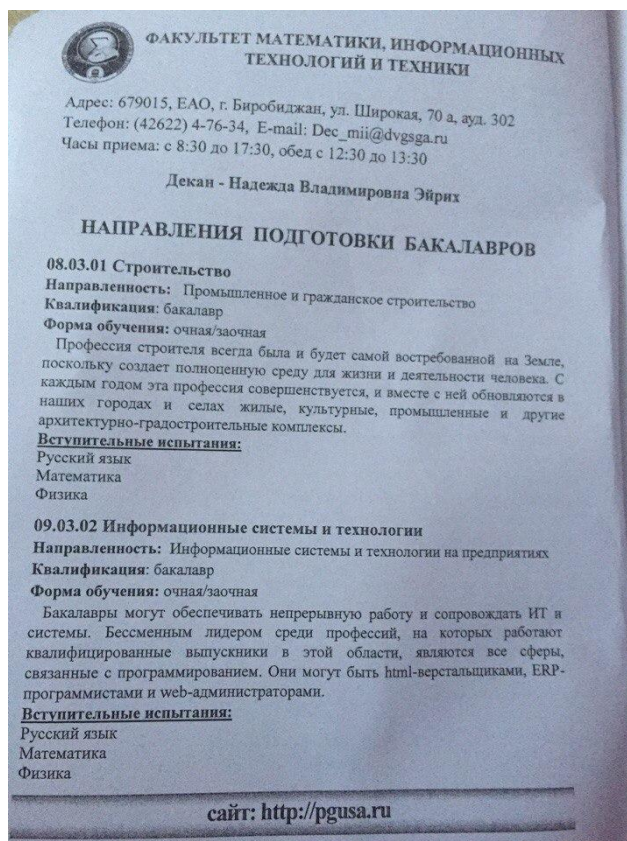 ФАКУЛЬТЕТ МАТЕМАТИКИ, ИНФОРМАЦИОННЫХ
ТЕХНОЛОГИЙ И ТЕХНИКИ
Адрес: 679015, ЕАО, г. Биробиджан, ул. Широкая, 70 а, ауд. 302
Телефон: (42622) 4-76-34, E-mail: Dec_mii@dvgsga.ru
Часы приема: с 8:30 до 17:30, обед с 12:30 до 13:30
Декан - Надежда Владимировна Эйрих
НАПРАВЛЕНИЯ ПОДГОТОВКИ БАКАЛАВРОВ
08.03.01 Строительство
Направленность: Промышленное и гражданское строительство
Квалификация: бакалавр
Форма обучения: очная/заочная
Профессия строителя всегда была и будет самой востребованной на Земле,
поскольку создает полноценную среду для жизни и деятельности человека. С
каждым годом эта профессия совершенствуется, и вместе с ней обновляются в
наших городах и селах жилые, культурные, промышленные и другие
архитектурно-градостроительные комплексы.
Вступительные испытания:
Русский язык
Математика
Физика
09.03.02 Информационные системы и технологии
Направленность: Информационные системы и технологии на предприятиях
Квалификация: бакалавр
Форма обучения: очная/заочная
Бакалавры могут обеспечивать непрерывную работу и сопровождать ИТ и
системы. Бессменным лидером среди профессий, на которых работают
квалифицированные выпускники в этой области, являются все сферы,
связанные с программированием. Они могут быть html-верстальщиками, ERP-
программистами и web-администраторами.
Вступительные испытания:
Русский язык
Математика
Физика
сайт: http://pgusa.ru